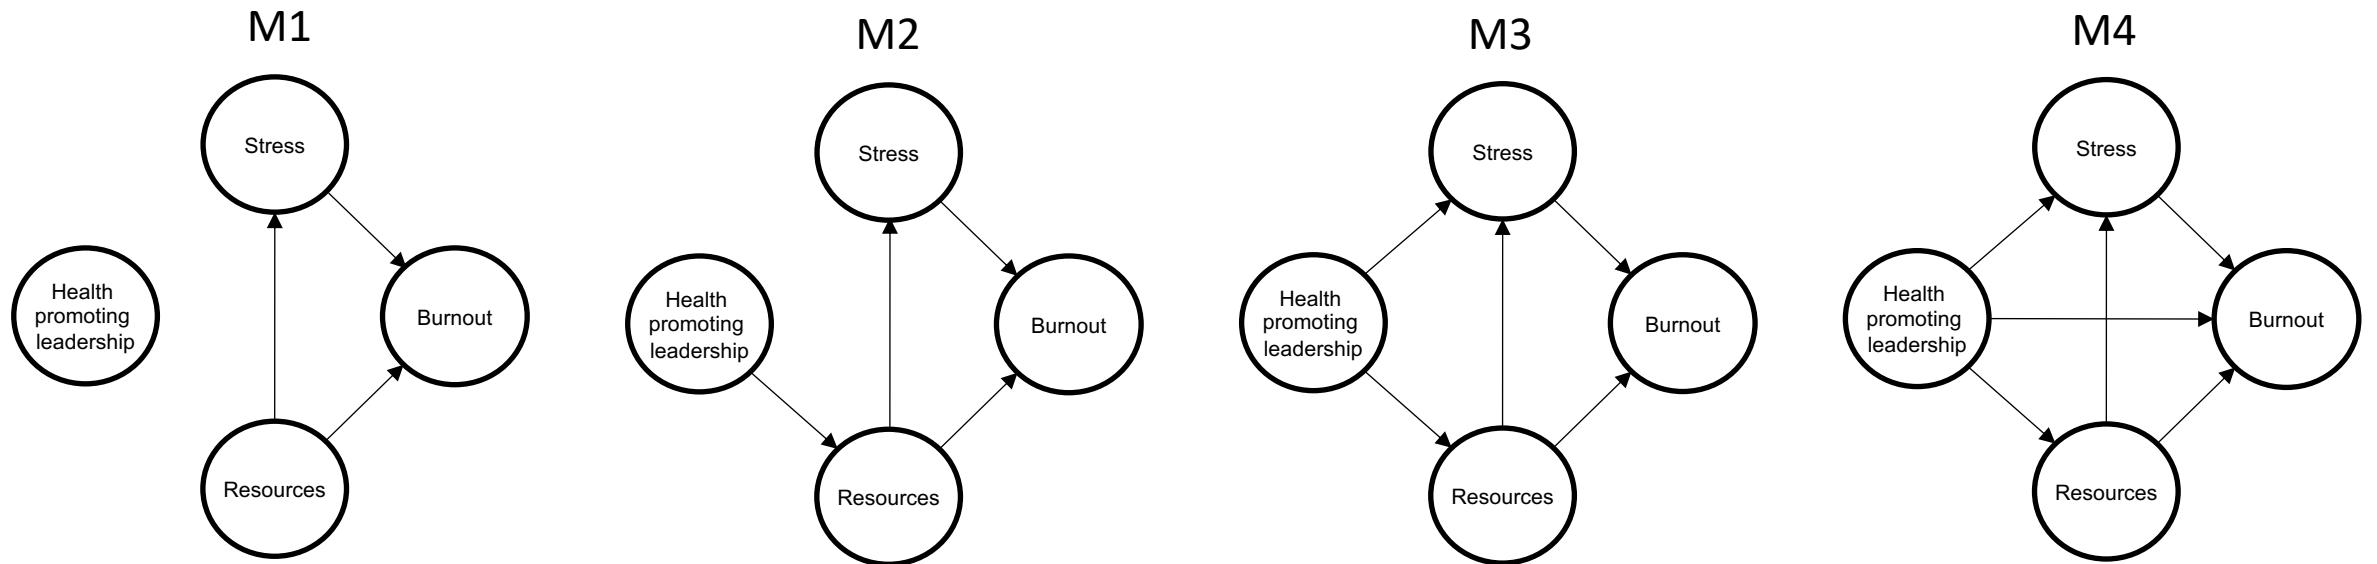 M1
Stress
Health
promoting
leadership
Burnout
Resources
M2
Stress
Health
promoting
leadership
Burnout
Resources
M3
Stress
Health
promoting
leadership
Burnout
Resources
M4
Stress
Health
promoting
leadership
Burnout
Resources